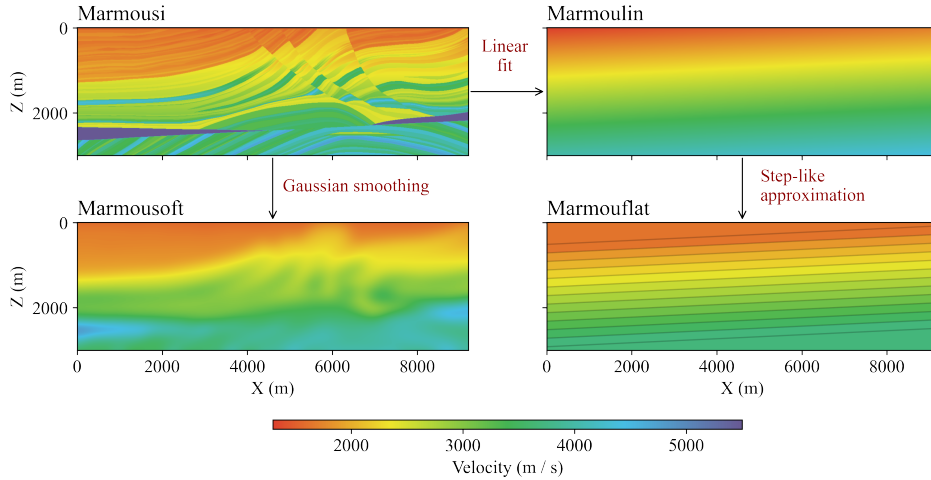 Marmousi
Marmoulin
0
2000
Z (m)
Linear
fit
Gaussian smoothing
Step-like
approximation
Marmousoft
Marmouflat
0
2000
Z (m)
0 2000 4000 6000 8000
X (m)
0 2000 4000 6000 8000
X (m)
2000 3000 4000 5000
Velocity (m / s)